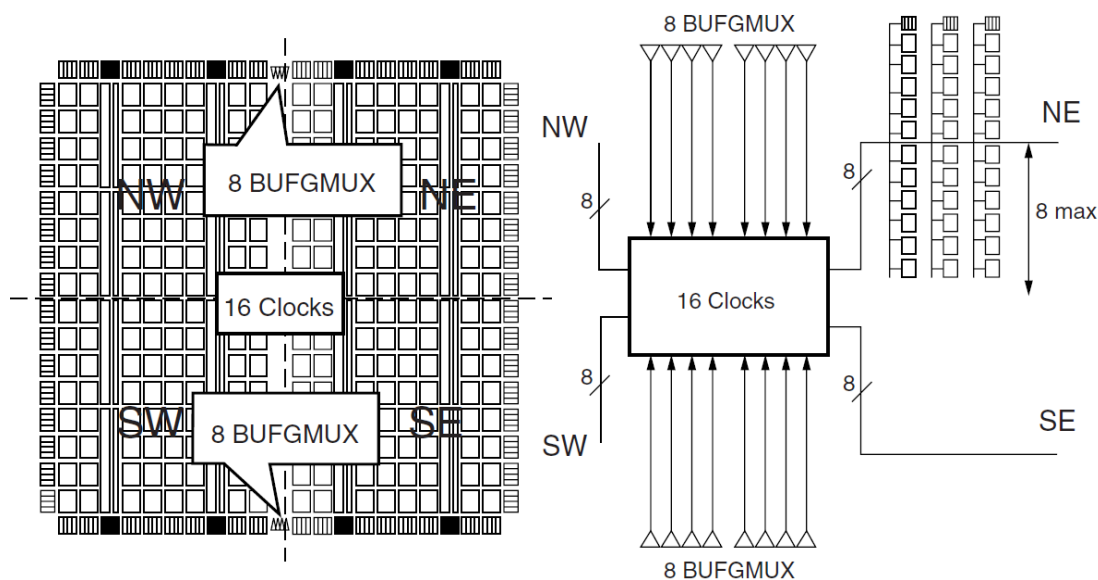 NW
8 BUFGMUX
NE
16 Clocks
SW
8 BUFGMUX
SE
8 BUFGMUX
NW
NE
8
8
8 max
16 Clocks
8
8
SW
SE
8 BUFGMUX